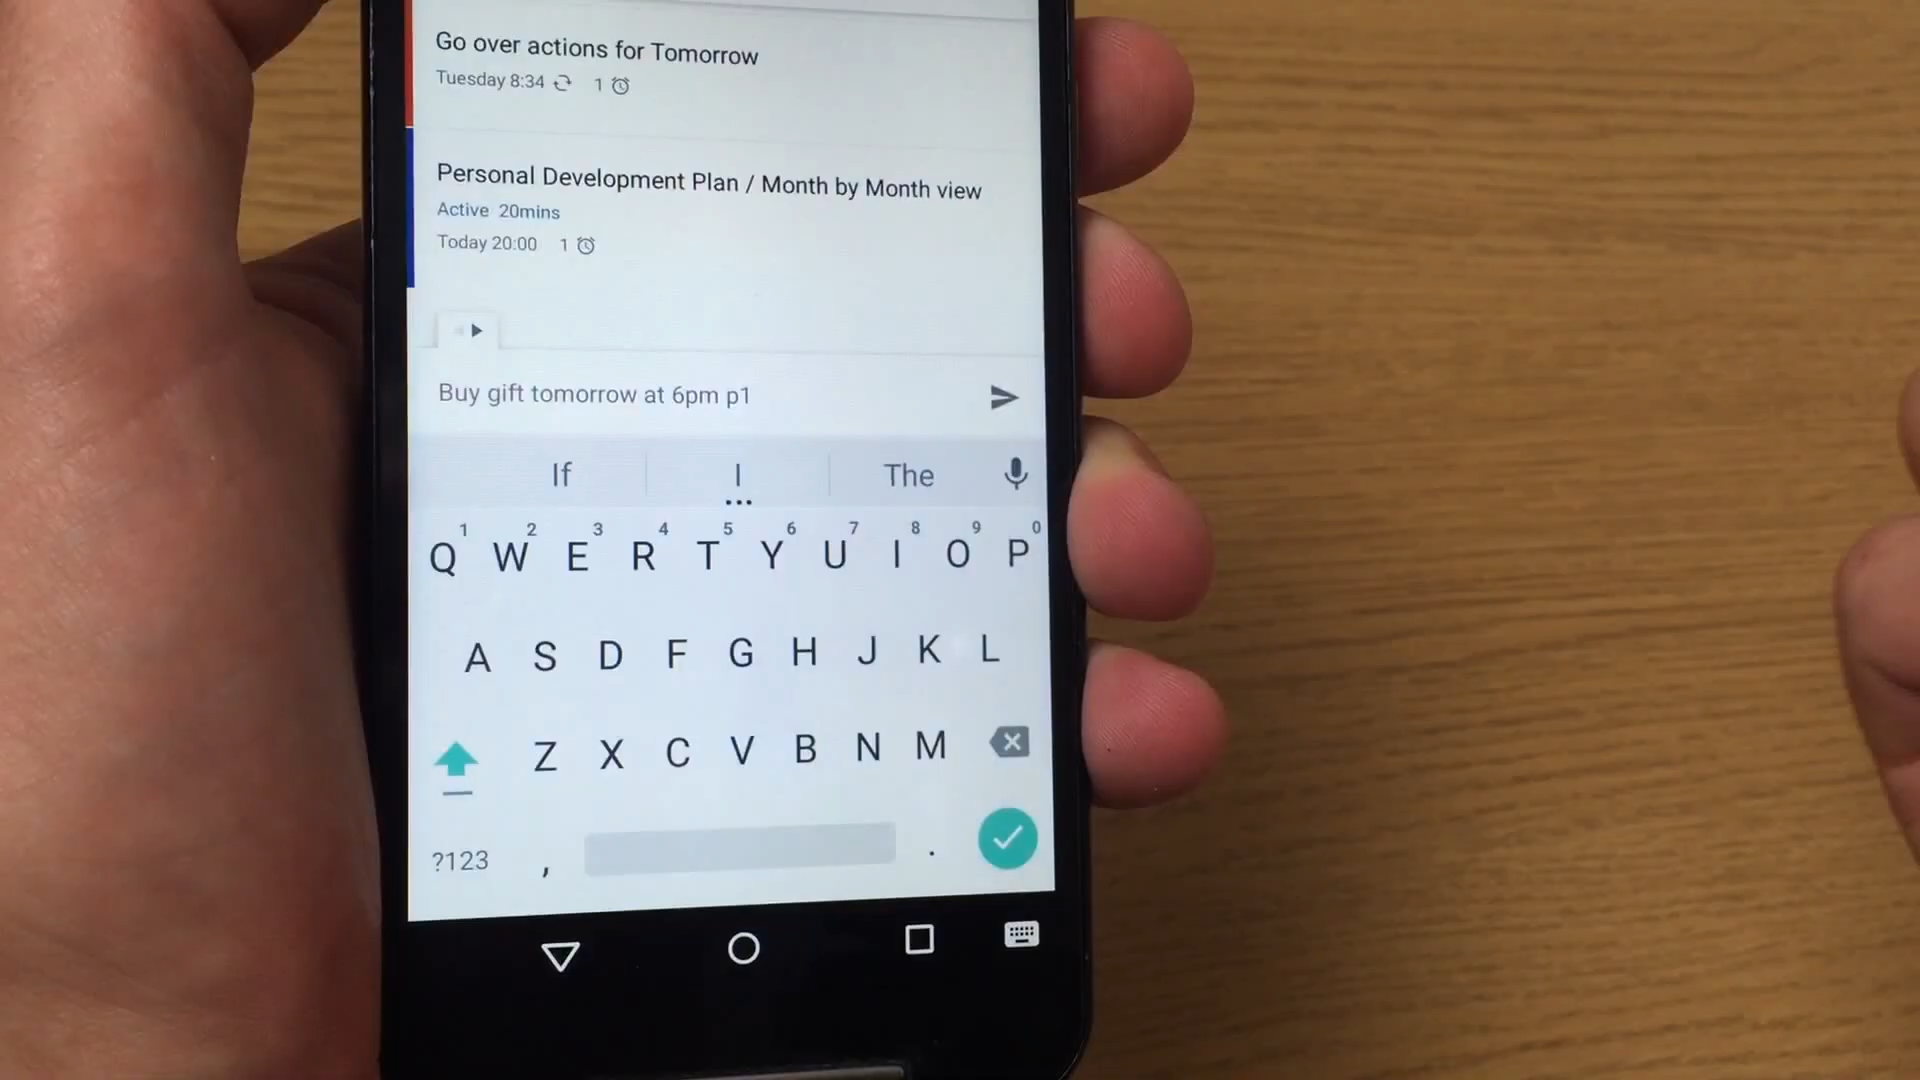 Go over actions for Tomorrow
Tuesday 8:34 1
Personal Development Plan / Month by Month view
Active 20mins
Today 20:00 1
Buy gift tomorrow at 6pm p1
If I The
1 2 3 4 5 6 7 8 9 0
Q W E R T Y U I O P
A S D F G H J K L
Z X C V B N M
?123 , .